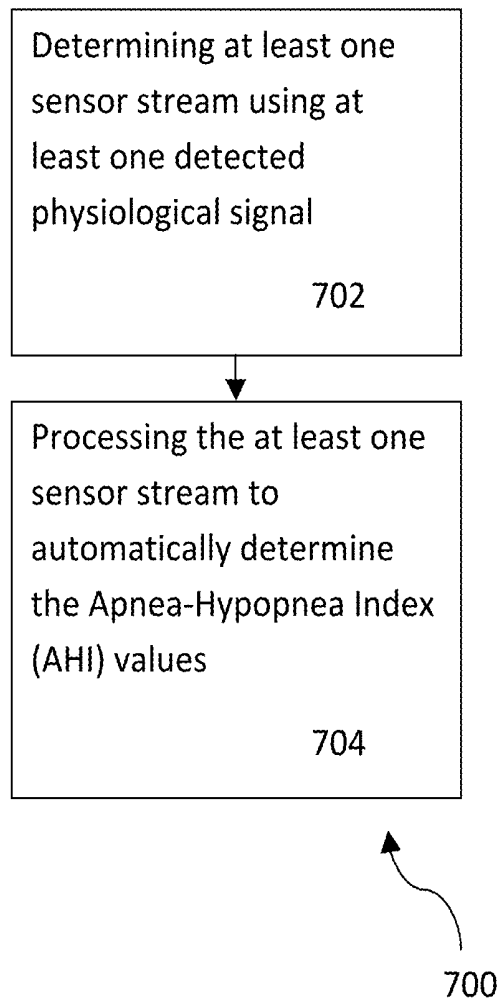 Determining at least one
sensor stream using at
least one detected
physiological signal
702
Processing the at least one
sensor stream to
automatically determine
the Apnea-Hypopnea Index
(AHI) values
704
700